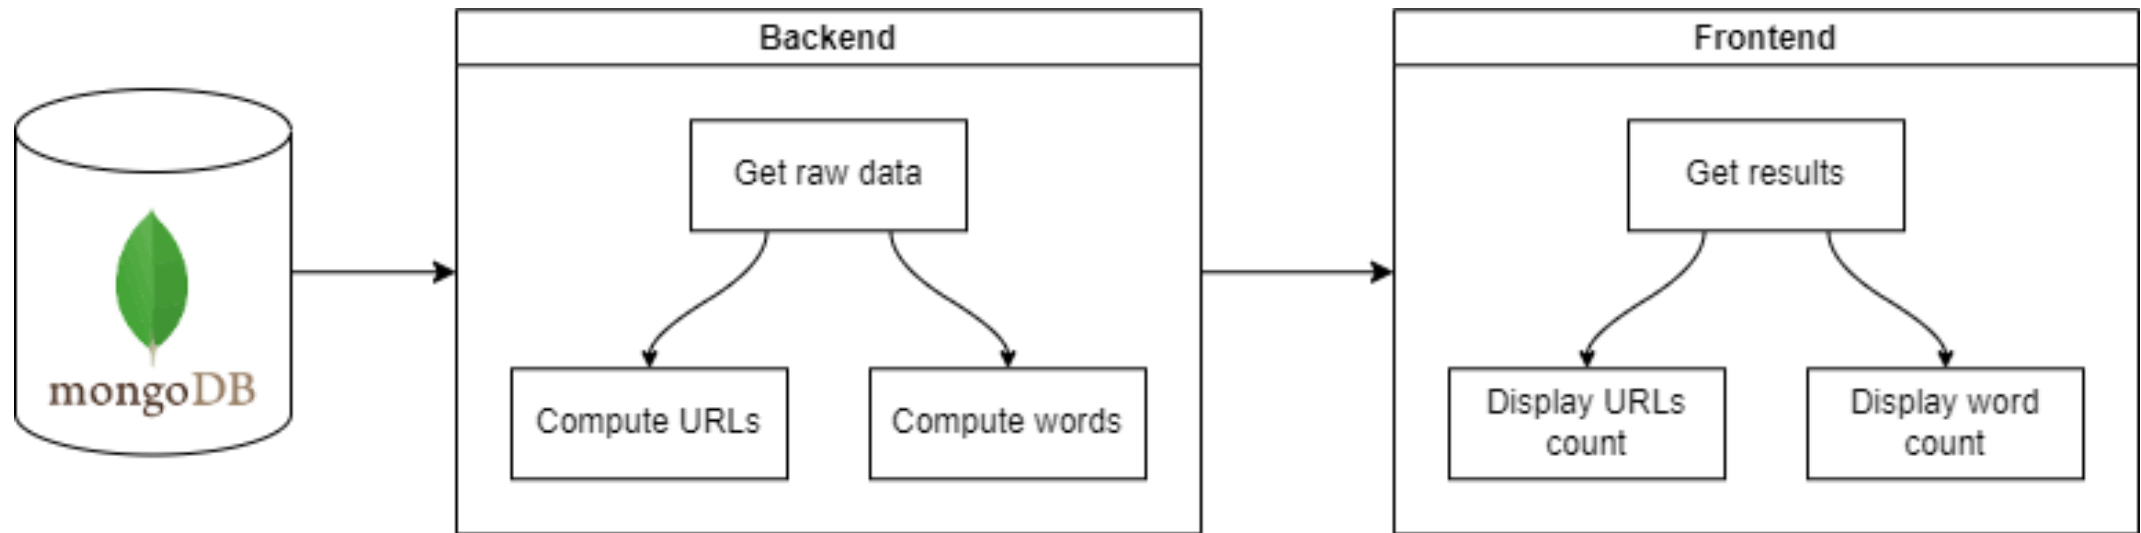 mongoDB
Backend
Get raw data
Compute URLs
Compute words
Frontend
Get results
Display URLs
count
Display word
count